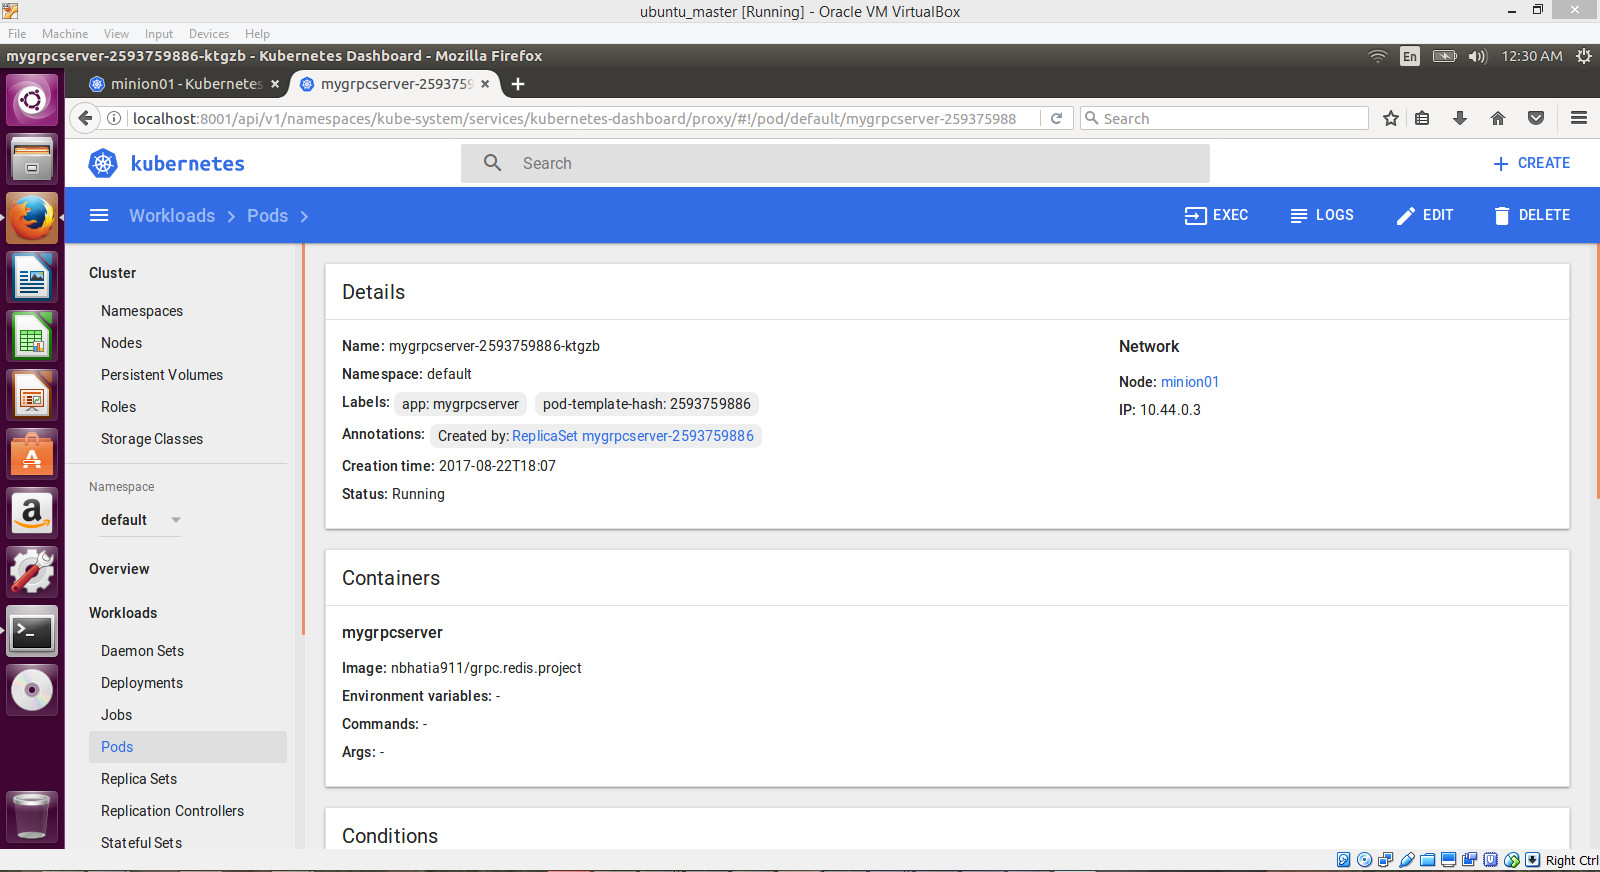 ubuntu_master [Running] - Oracle VM VirtualBox
File Machine View Input Devices Help
mygrpcserver-2593759886-ktgzb - Kubernetes Dashboard - Mozilla Firefox
En
12:30 AM
minion01 - Kubernetes
mygrpcserver-2593759
localhost:8001/api/v1/namespaces/kube-system/services/kubernetes-dashboard/proxy/#!/pod/default/mygrpcserver-259375988
Search
kubernetes
Search
CREATE
Workloads > Pods >
EXEC
LOGS
EDIT
DELETE
Cluster
Namespaces
Nodes
Persistent Volumes
Roles
Storage Classes
Namespace
default
Overview
Workloads
Daemon Sets
Deployments
Jobs
Pods
Replica Sets
Replication Controllers
Stateful Sets
Details
Name: mygrpcserver-2593759886-ktgzb
Namespace: default
Labels: app: mygrpcserver pod-template-hash: 2593759886
Annotations: Created by: ReplicaSet mygrpcserver-2593759886
Creation time: 2017-08-22T18:07
Status: Running
Network
Node: minion01
IP: 10.44.0.3
Containers
mygrpcserver
Image: nbhatia911/grpc.redis.project
Environment variables: -
Commands: -
Args: -
Conditions
Right Ctrl